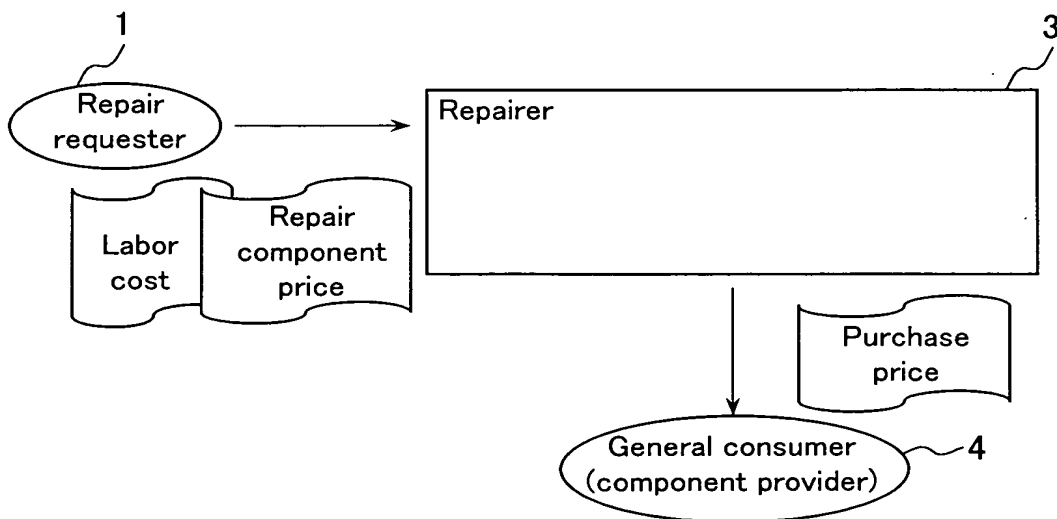 1
3
Repair
requester
Repairer
Labor
cost
Repair
component
price
Purchase
price
General consumer
(component provider)
4